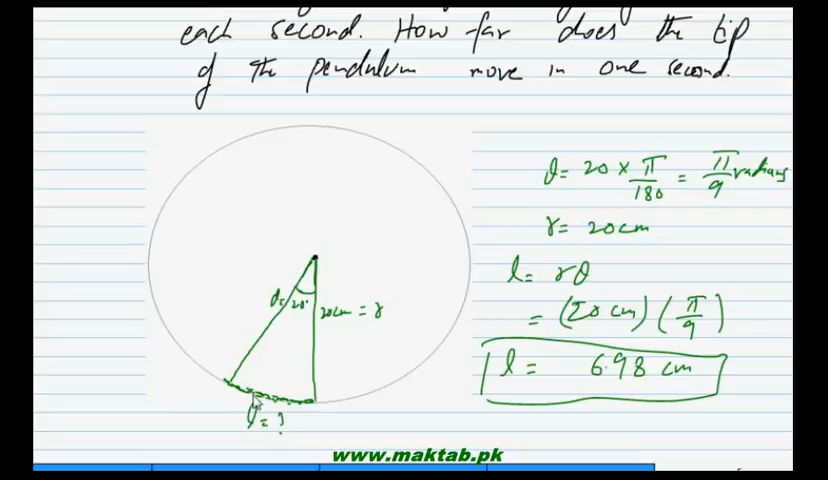 each second. How far does the tip
of the pendulum move in one second.
θ = 20 × π/180 = π/9 radians
r = 20cm
l = rθ
= (20 cm) (π/9)
l = 6.98 cm
θ = 20°
20cm = r
l = ?
www.maktab.pk